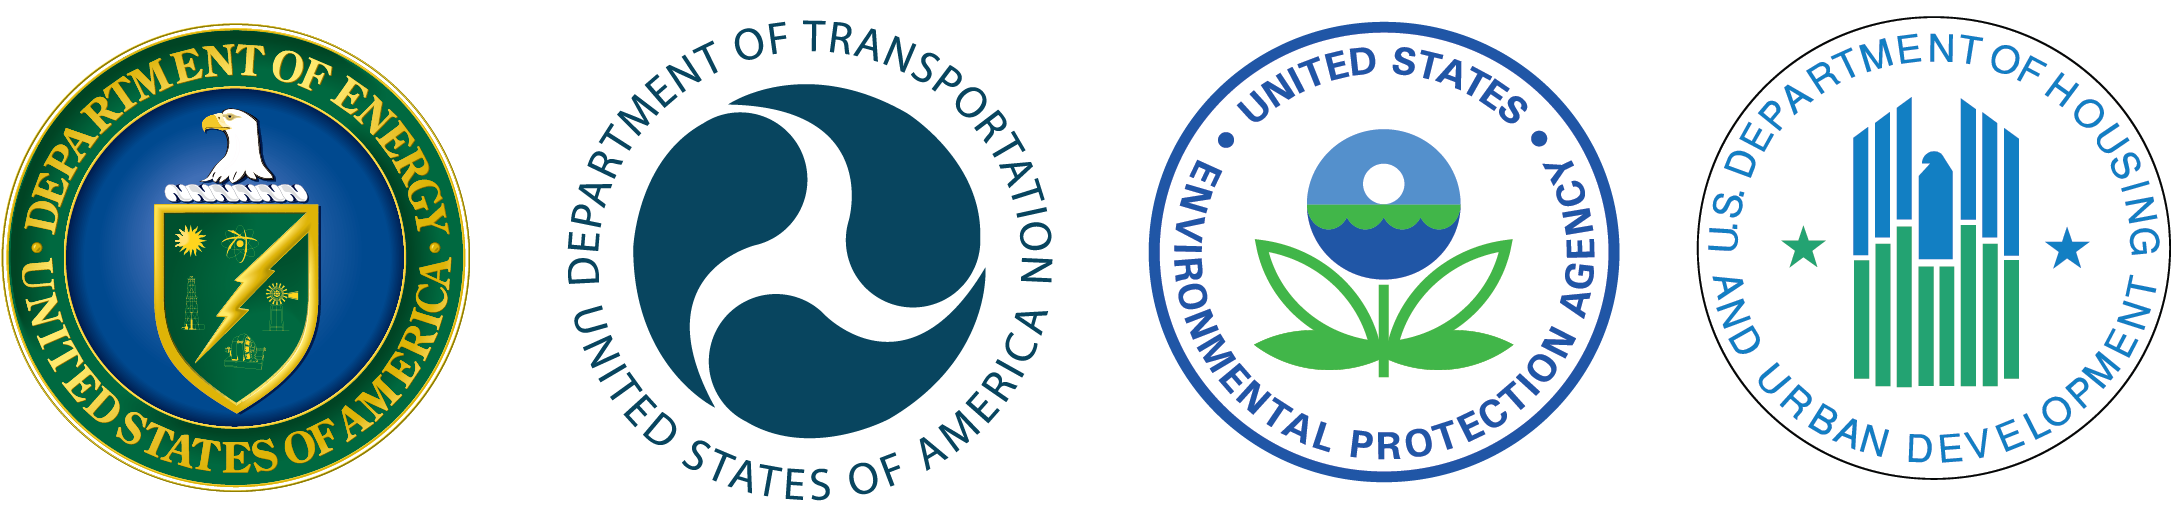 DEPARTMENT OF ENERGY
UNITED STATES OF AMERICA
DEPARTMENT OF TRANSPORTATION
UNITED STATES OF AMERICA
UNITED STATES
ENVIRONMENTAL PROTECTION AGENCY
U.S. DEPARTMENT OF HOUSING
AND URBAN DEVELOPMENT